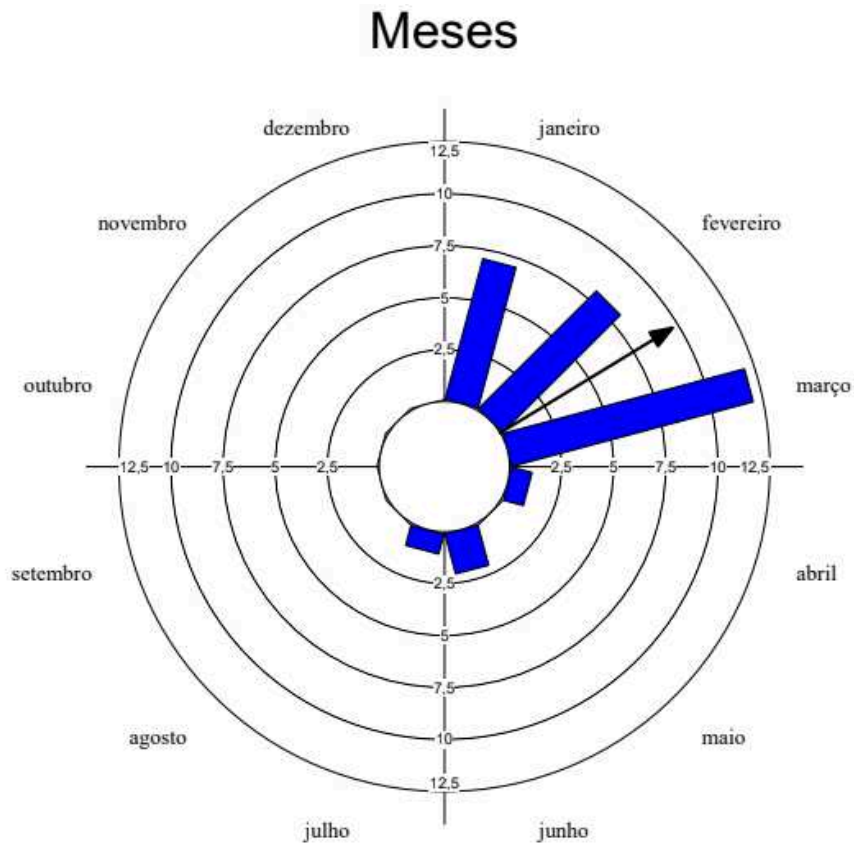 Meses
dezembro janeiro
12,5
novembro 10 fevereiro
7,5
5
2,5
outubro março
12,5 10 7,5 5 2,5 2,5 5 7,5 10 12,5
setembro abril
2,5
5
7,5
agosto maio
10
12,5
julho junho